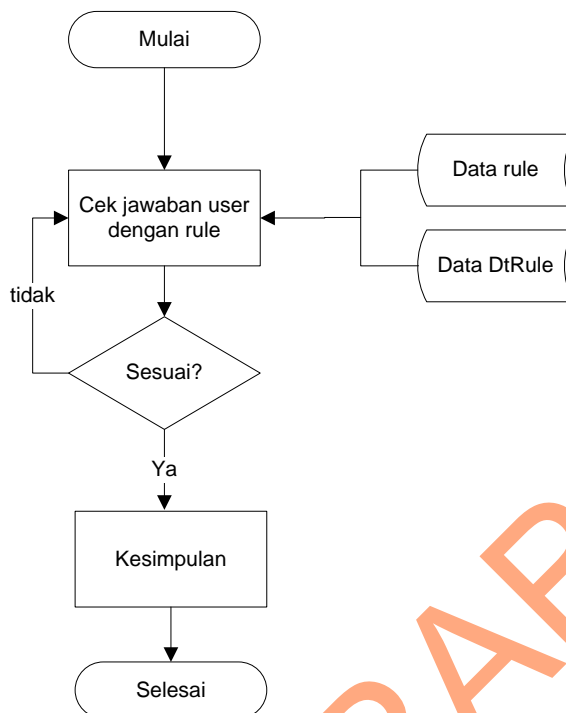 Mulai
Cek jawaban user
dengan rule
Data rule
Data DtRule
tidak
Sesuai?
Ya
Kesimpulan
Selesai